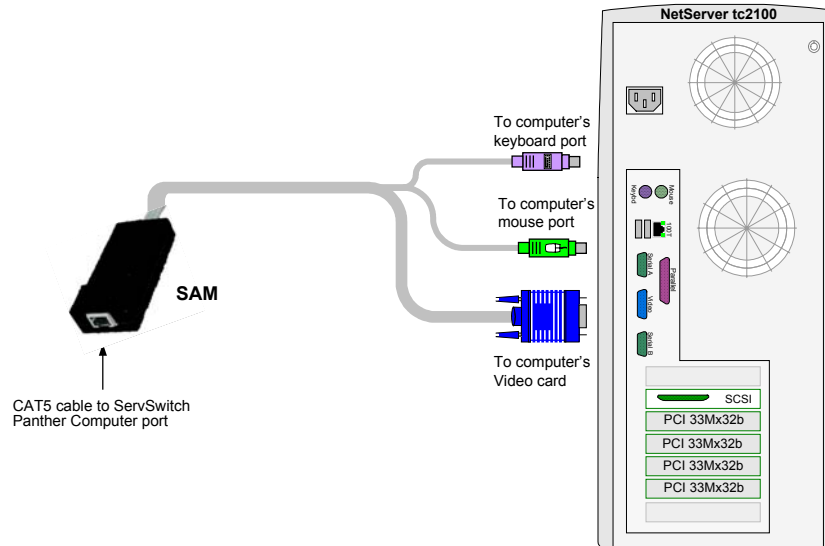 NetServer tc2100
To computer's
keyboard port
To computer's
mouse port
SAM
To computer's
Video card
CAT5 cable to ServSwitch
Panther Computer port
Keybd
Mouse
100T
Serial A
Parallel
Video
Serial B
SCSI
PCI 33Mx32b
PCI 33Mx32b
PCI 33Mx32b
PCI 33Mx32b